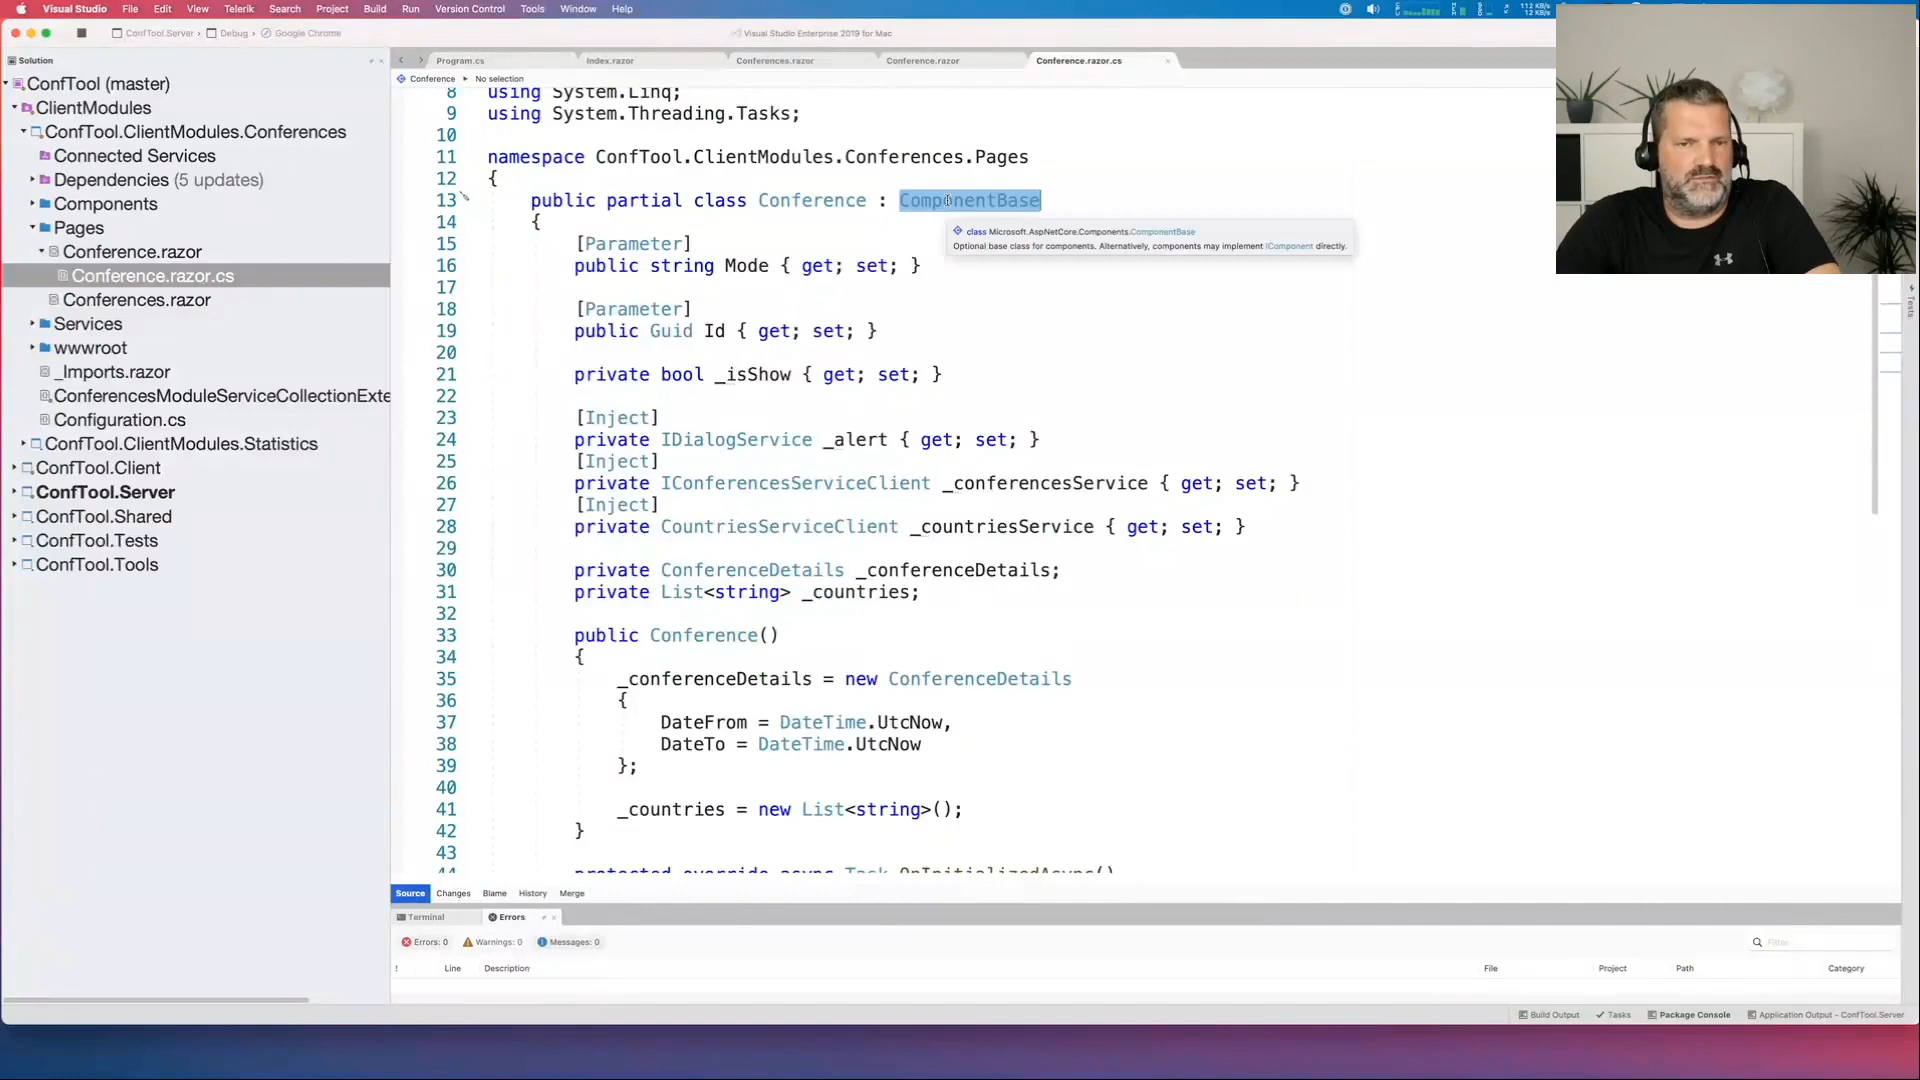 Visual Studio File Edit View Telerik Search Project Build Run Version Control Tools Window Help
112 KB/s
12 KB/s
ConfTool.Server Debug Google Chrome
Visual Studio Enterprise 2019 for Mac
Solution
ConfTool (master)
ClientModules
ConfTool.ClientModules.Conferences
Connected Services
Dependencies (5 updates)
Components
Pages
Conference.razor
Conference.razor.cs
Conferences.razor
Services
wwwroot
_Imports.razor
ConferencesModuleServiceCollectionExte
Configuration.cs
ConfTool.ClientModules.Statistics
ConfTool.Client
ConfTool.Server
ConfTool.Shared
ConfTool.Tests
ConfTool.Tools
Program.cs Index.razor Conferences.razor Conference.razor Conference.razor.cs
Conference No selection
8 using System.Linq;
9 using System.Threading.Tasks;
10
11 namespace ConfTool.ClientModules.Conferences.Pages
12 {
13 public partial class Conference : ComponentBase
14 {
class Microsoft.AspNetCore.Components.ComponentBase
Optional base class for components. Alternatively, components may implement IComponent directly.
15 [Parameter]
16 public string Mode { get; set; }
17
18 [Parameter]
19 public Guid Id { get; set; }
20
21 private bool _isShow { get; set; }
22
23 [Inject]
24 private IDialogService _alert { get; set; }
25 [Inject]
26 private IConferencesServiceClient _conferencesService { get; set; }
27 [Inject]
28 private CountriesServiceClient _countriesService { get; set; }
29
30 private ConferenceDetails _conferenceDetails;
31 private List<string> _countries;
32
33 public Conference()
34 {
35 _conferenceDetails = new ConferenceDetails
36 {
37 DateFrom = DateTime.UtcNow,
38 DateTo = DateTime.UtcNow
39 };
40
41 _countries = new List<string>();
42 }
43
44 protected override async Task OnInitializedAsync()
Tests
Source Changes Blame History Merge
Terminal Errors
Errors: 0 Warnings: 0 Messages: 0
Filter
! Line Description File Project Path Category
Build Output Tasks Package Console Application Output - ConfTool.Server